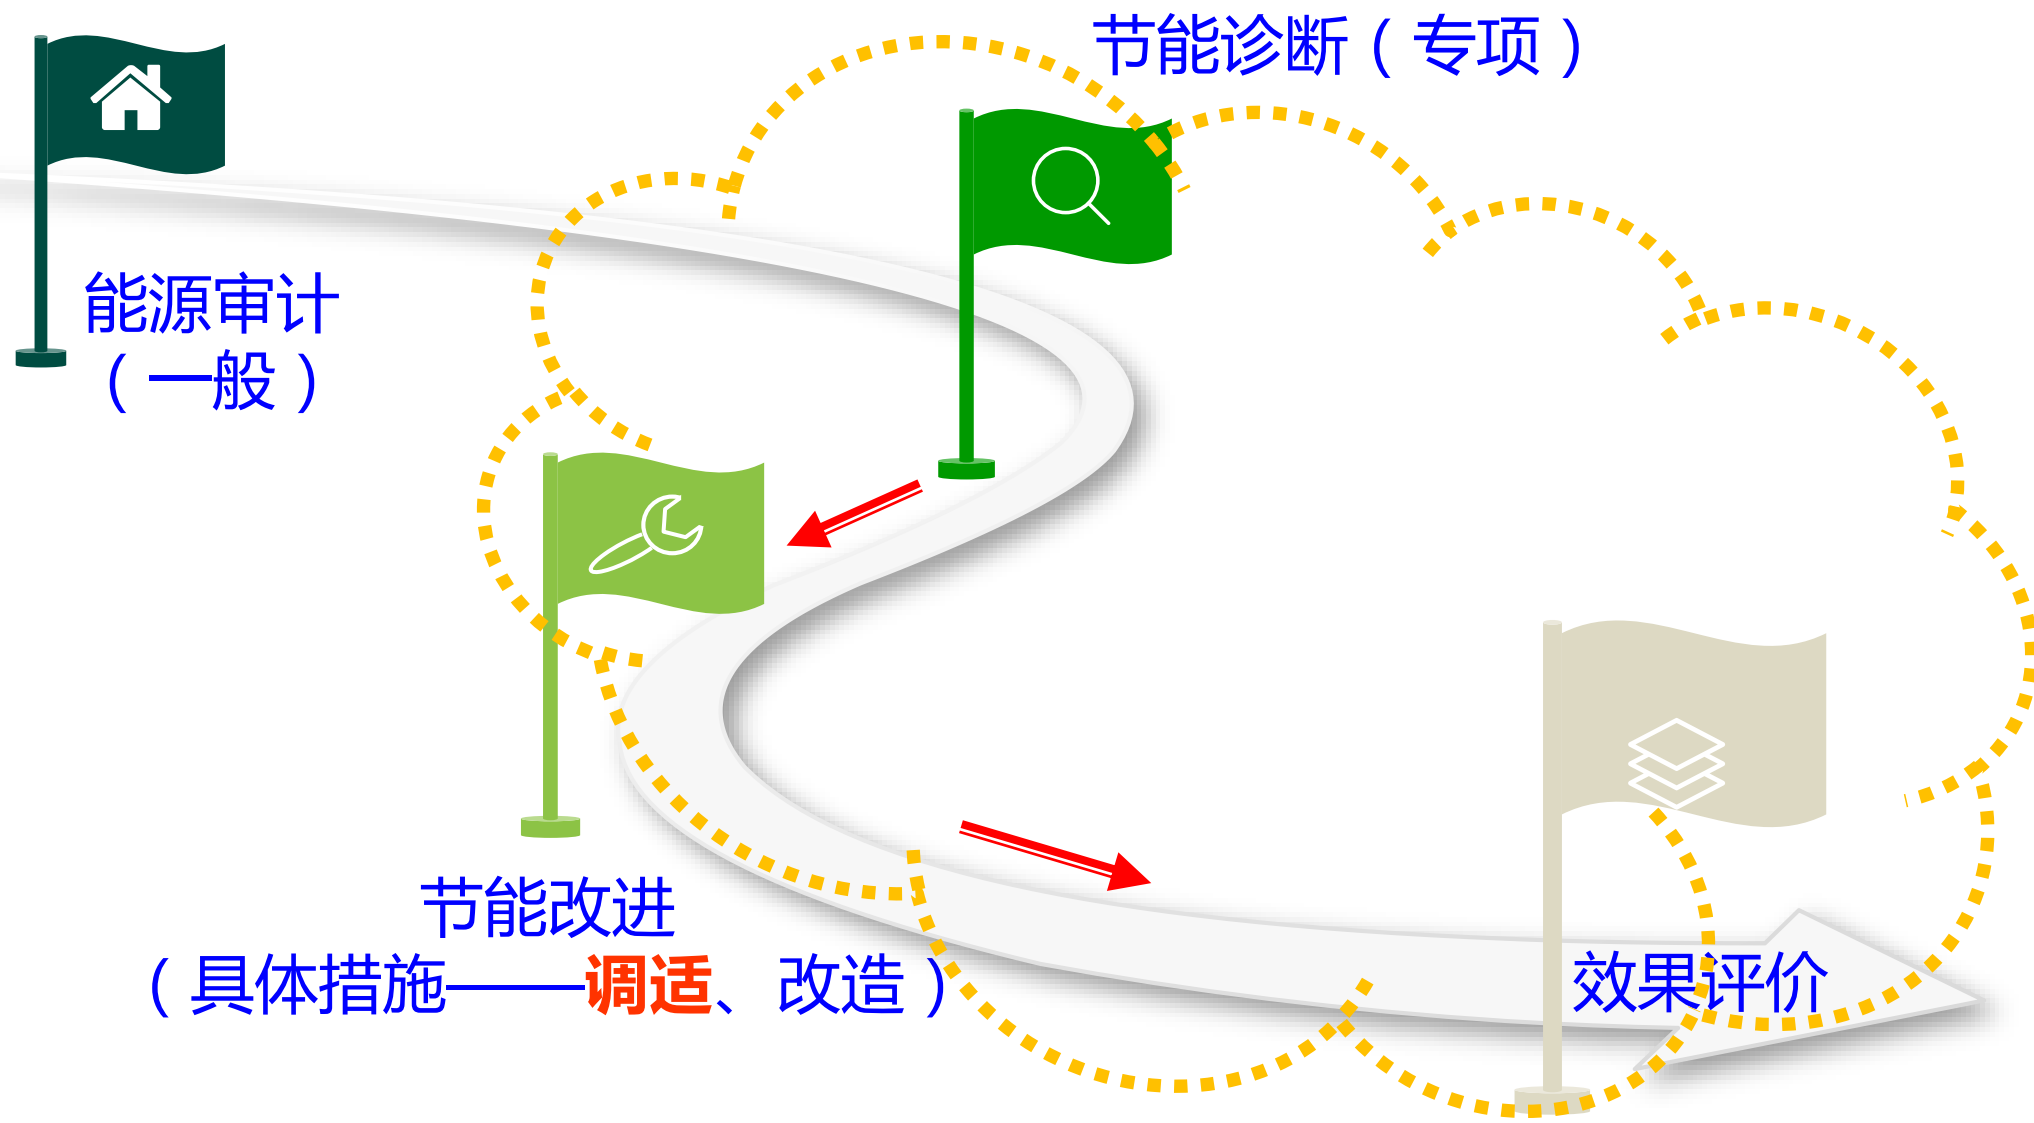 节能诊断（专项）
能源审计
（一般）
节能改进
（具体措施——调适、改造）
效果评价